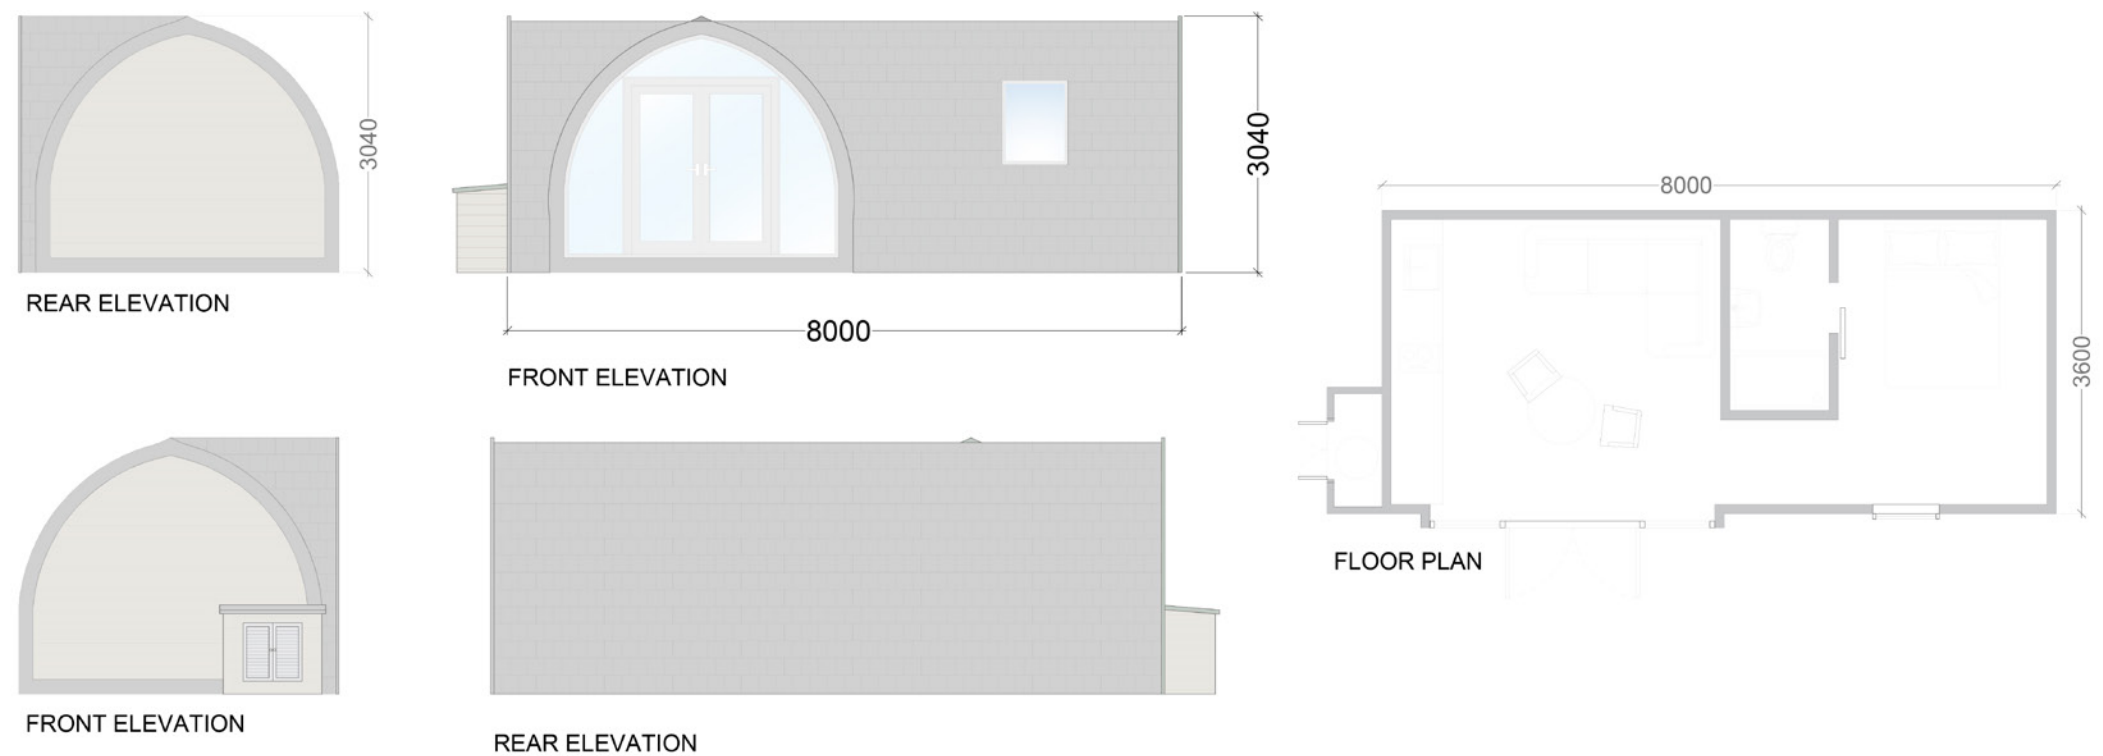 3040
REAR ELEVATION
3040
8000
FRONT ELEVATION
8000
3600
FLOOR PLAN
FRONT ELEVATION
REAR ELEVATION